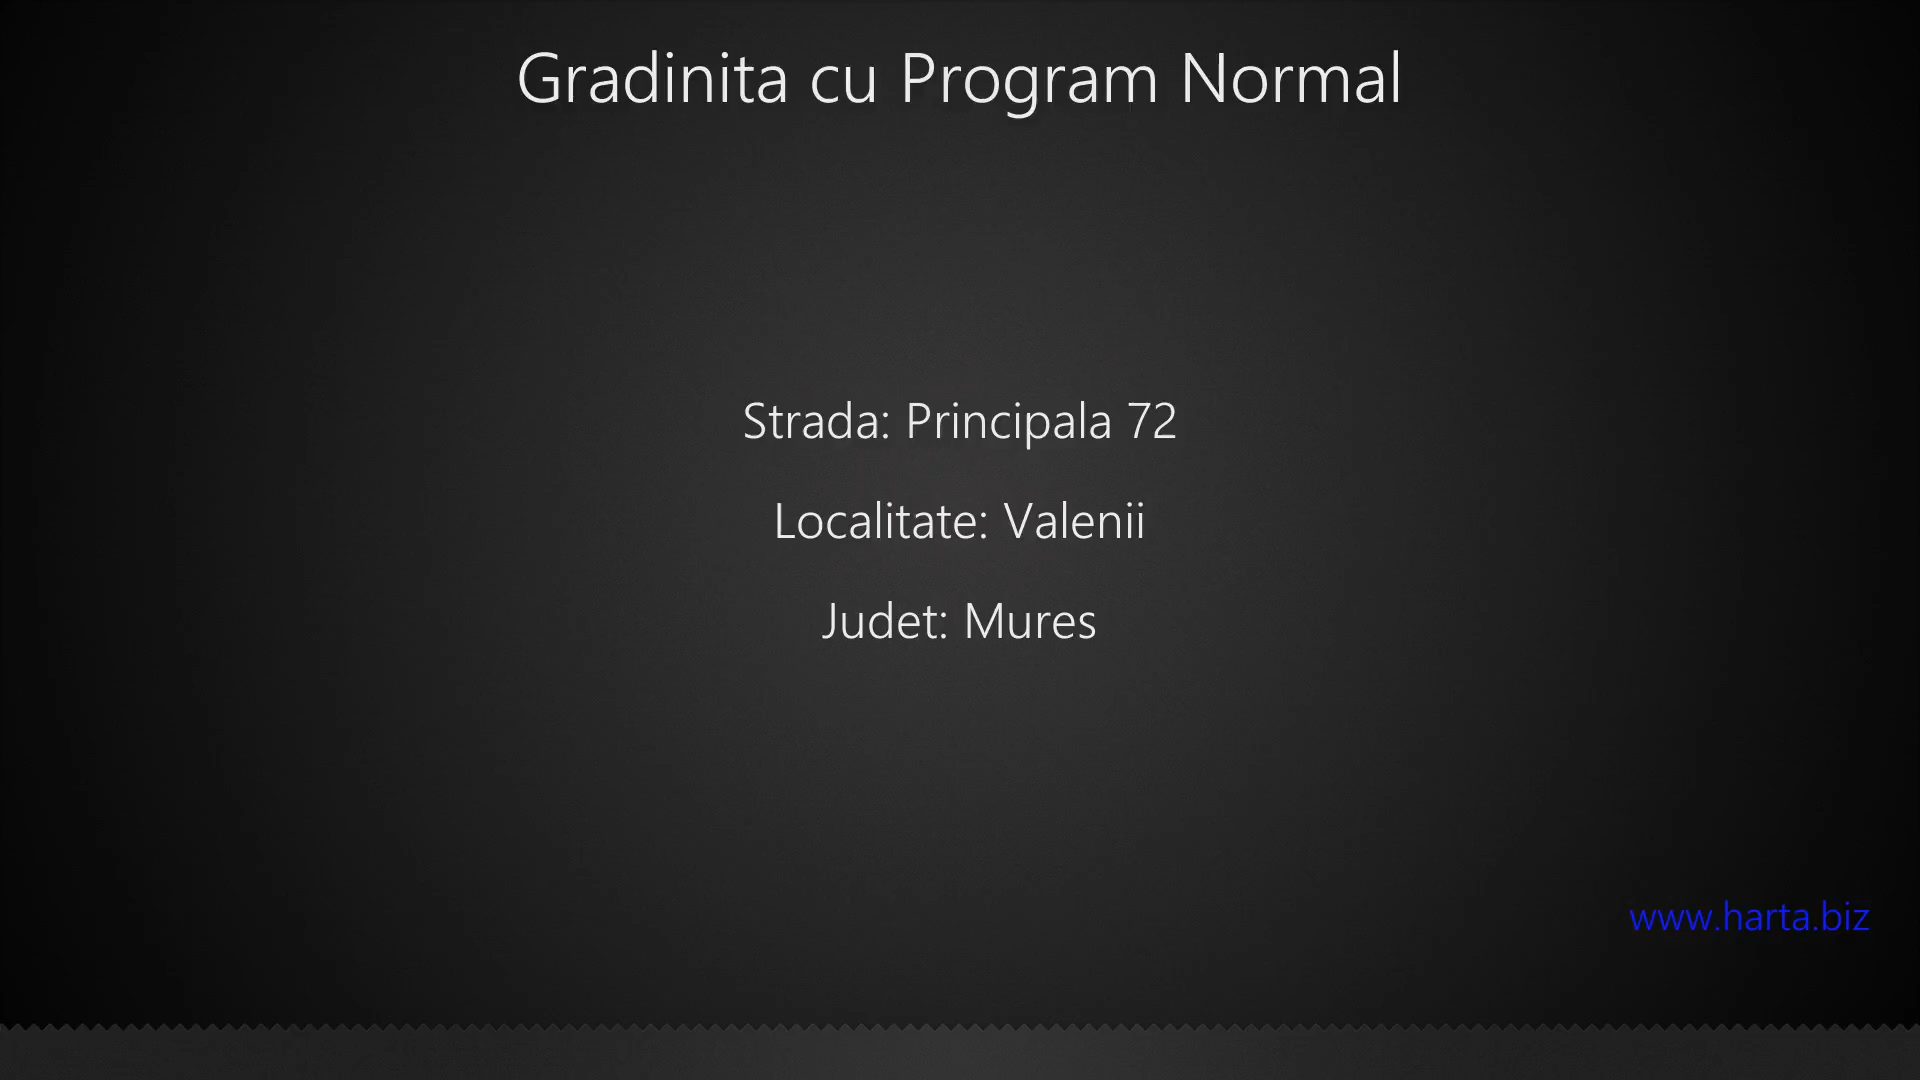 Gradinita cu Program Normal
Strada: Principala 72
Localitate: Valenii
Judet: Mures
www.harta.biz